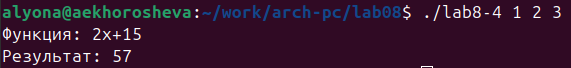 alyona@aekhorosheva:~/work/arch-pc/lab08$ ./lab8-4 1 2 3
Функция: 2x+15
Результат: 57